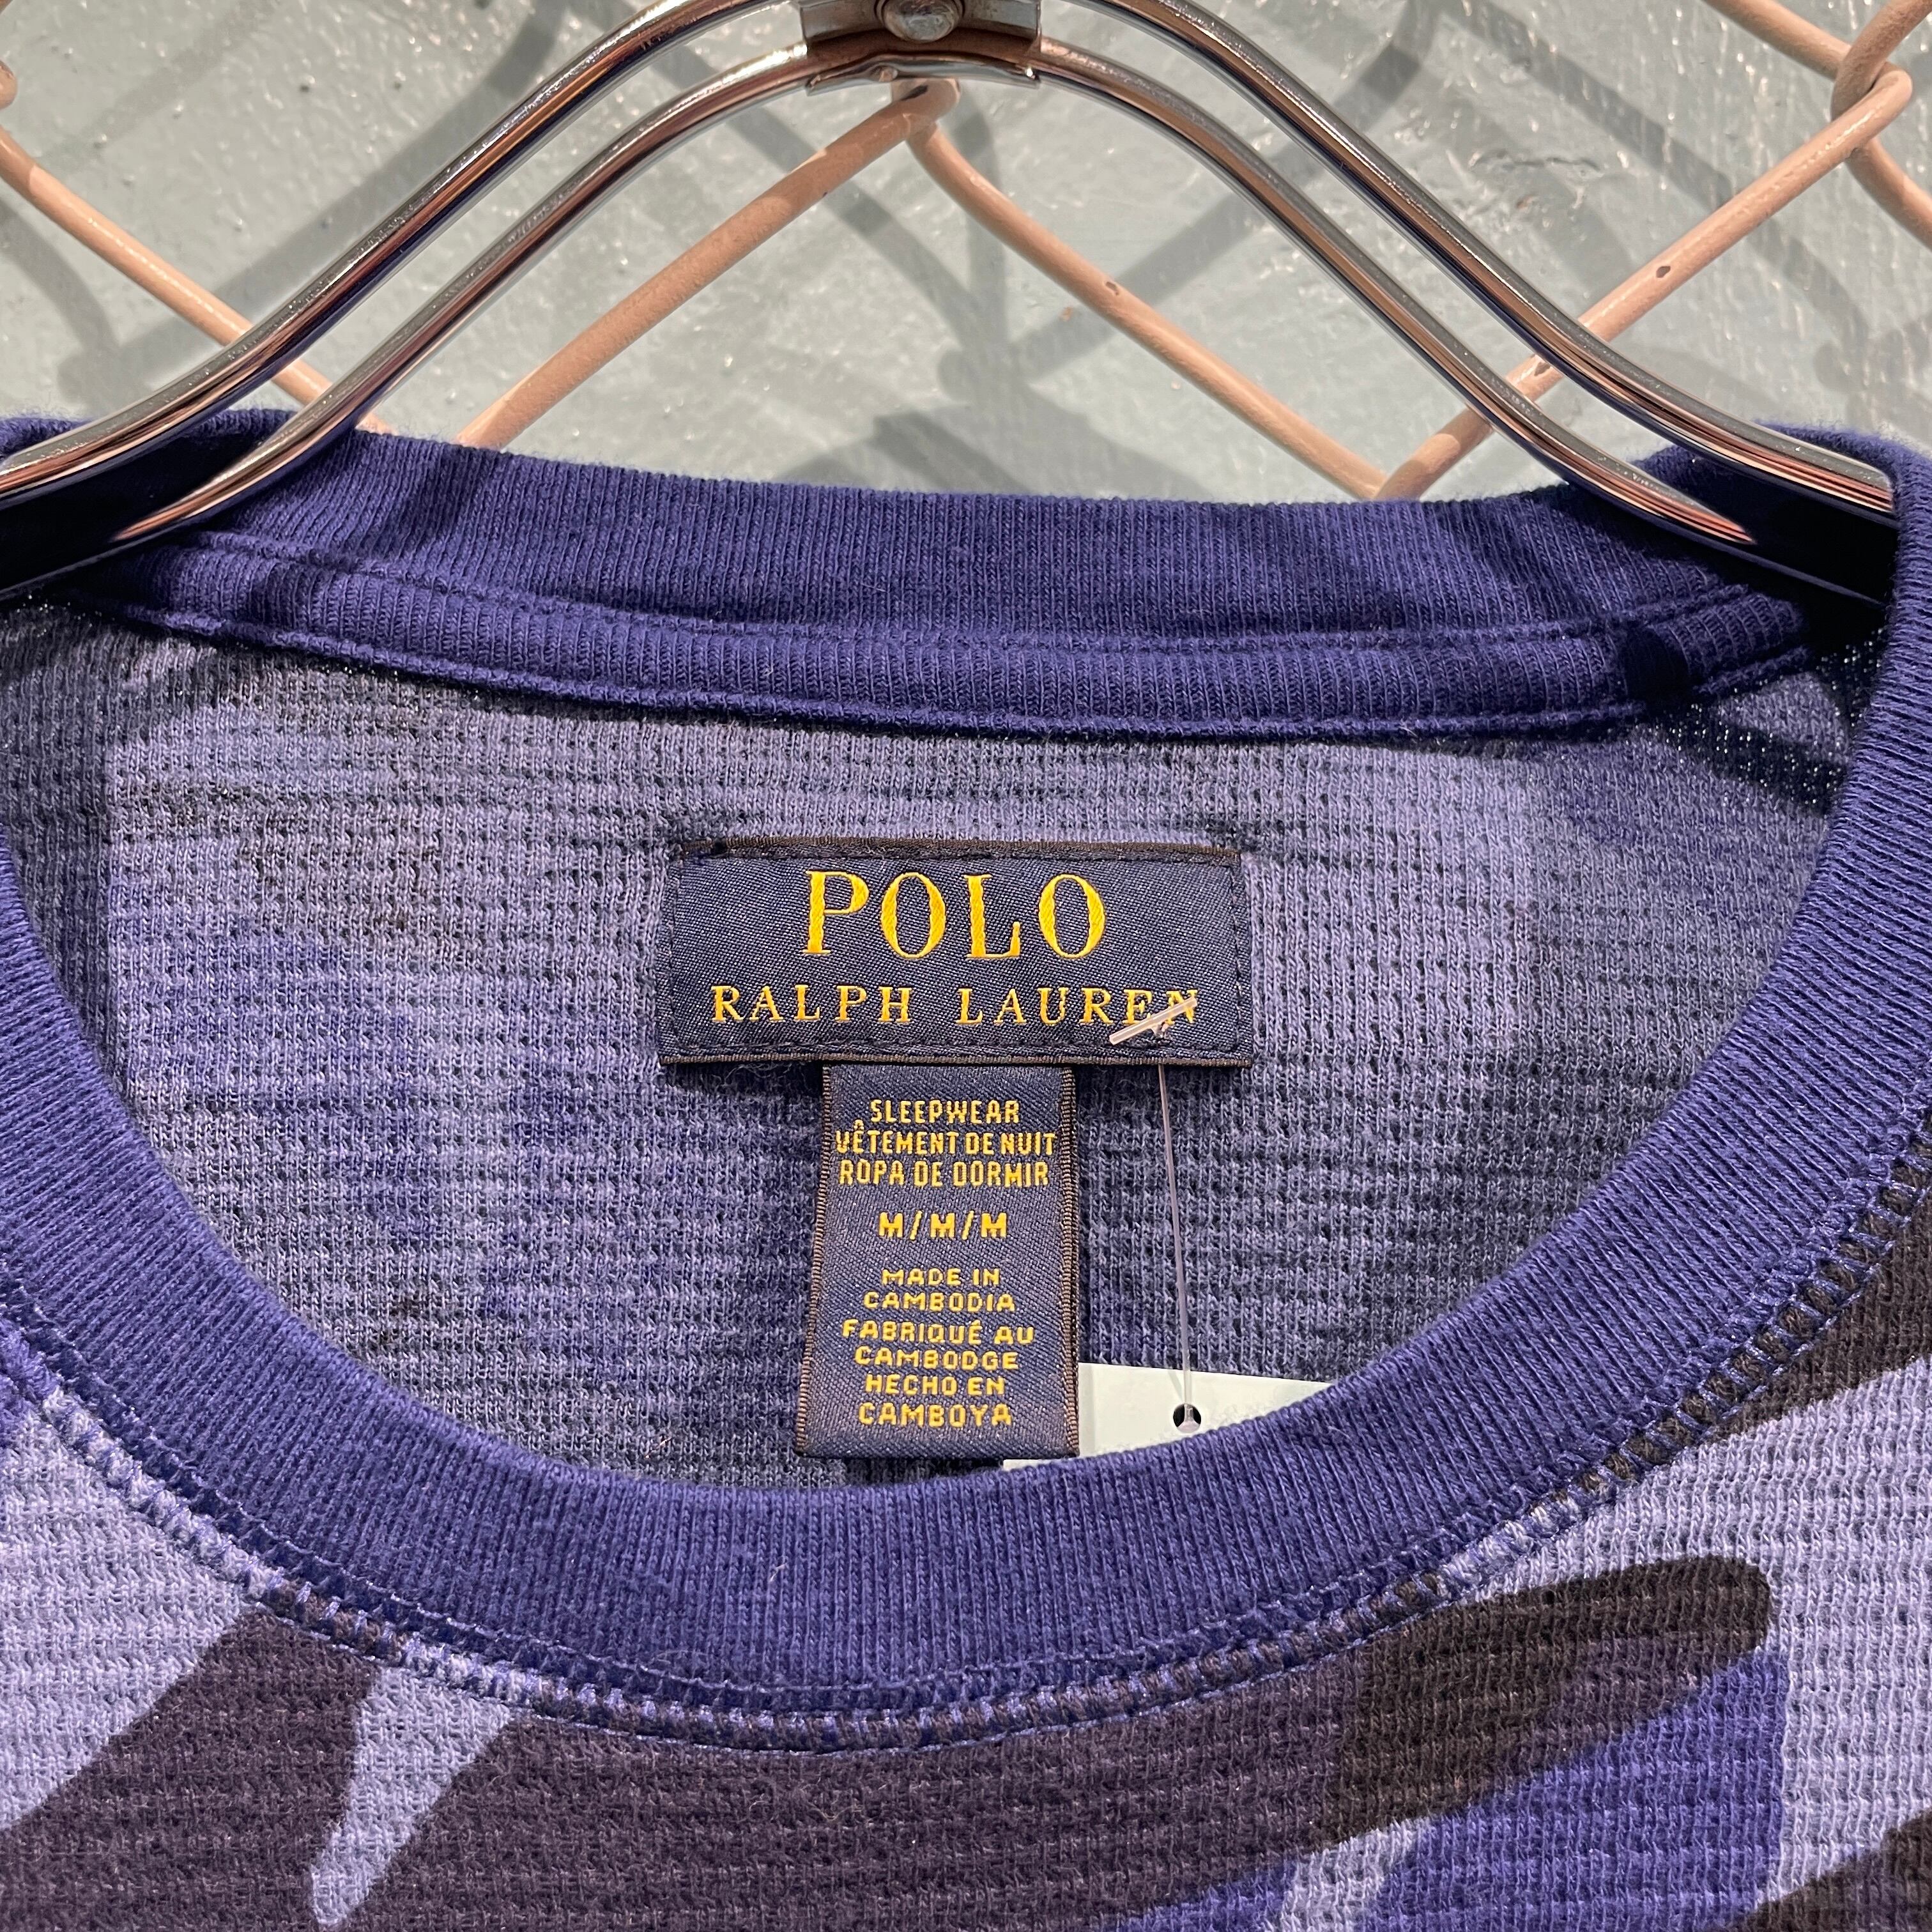 POLO
RALPH LAUREN
SLEEPWEAR
VÊTEMENT DE NUIT
ROPA DE DORMIR
M/M/M
MADE IN
CAMBODIA
FABRIQUÉ AU
CAMBODGE
HECHO EN
CAMBOYA